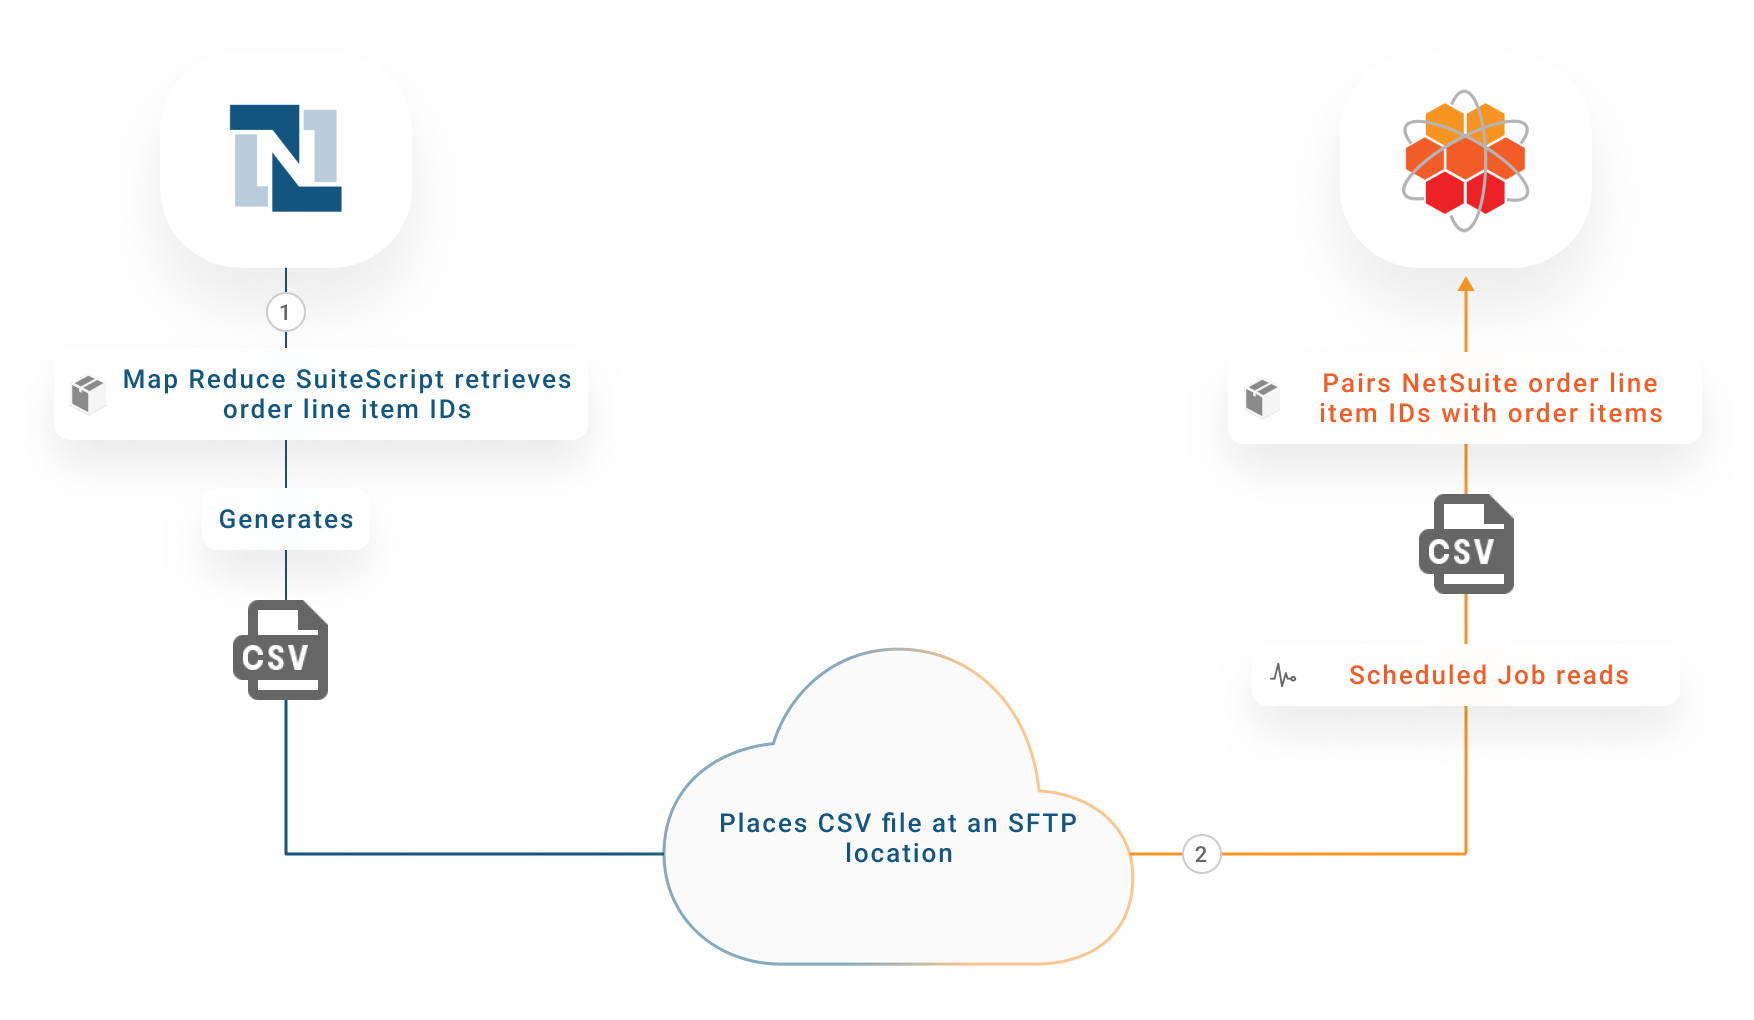 1
Map Reduce SuiteScript retrieves
order line item IDs
Generates
CSV
Places CSV file at an SFTP
location
2
Scheduled Job reads
CSV
Pairs NetSuite order line
item IDs with order items